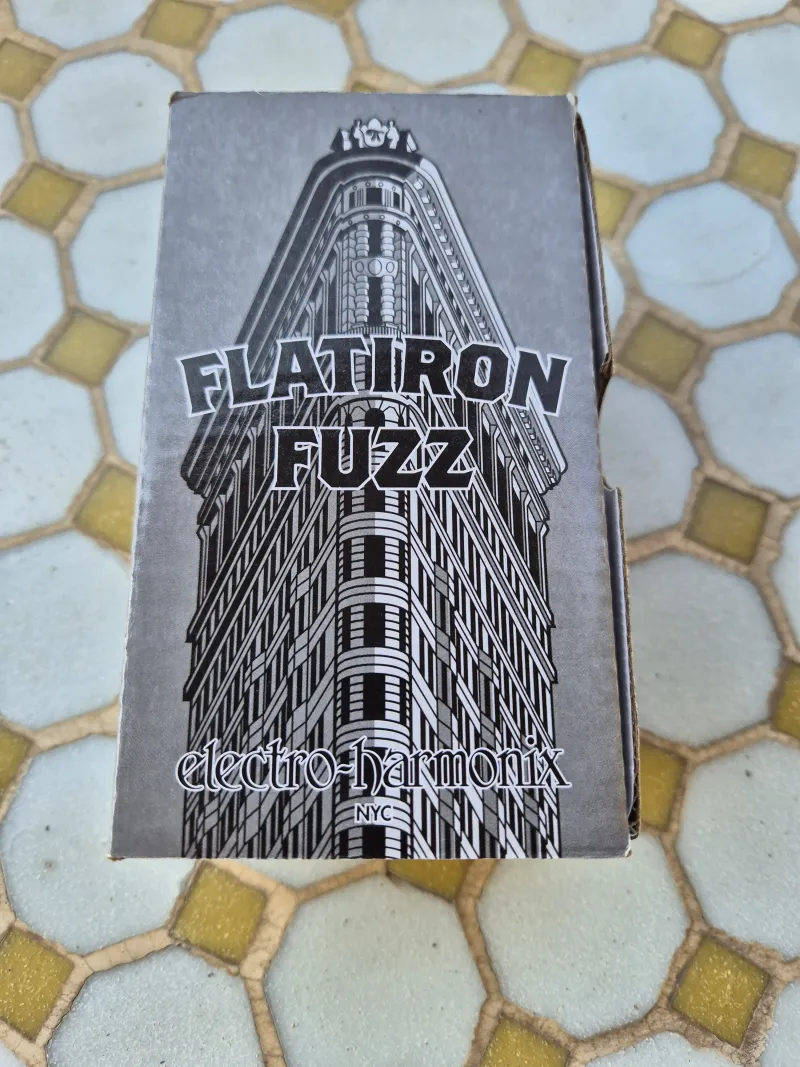 FLATIRON
FUZZ
electro-harmonix
NYC